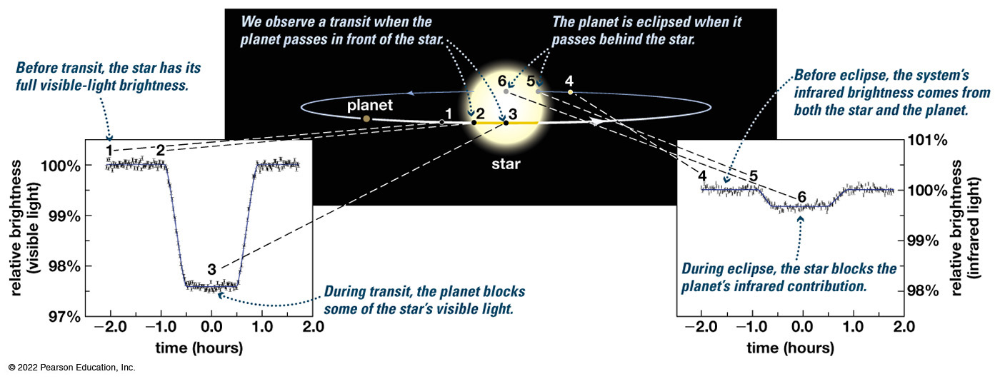 We observe a transit when the
planet passes in front of the star.
The planet is eclipsed when it
passes behind the star.
Before transit, the star has its
full visible-light brightness.
Before eclipse, the system's
infrared brightness comes from
both the star and the planet.
6
5
4
planet
1
2
3
star
1
2
3
100%
99%
98%
97%
relative brightness
(visible light)
−2.0
−1.0
0.0
1.0
2.0
time (hours)
During transit, the planet blocks
some of the star's visible light.
4
5
6
101%
100%
99%
98%
relative brightness
(infrared light)
During eclipse, the star blocks the
planet's infrared contribution.
−2.0
−1.0
0.0
1.0
2.0
time (hours)
© 2022 Pearson Education, Inc.